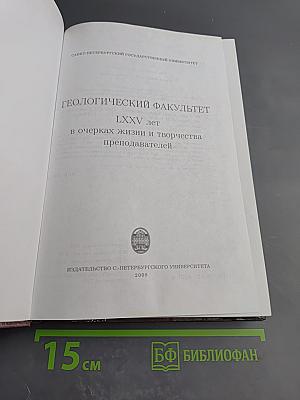 САНКТ-ПЕТЕРБУРГСКИЙ ГОСУДАРСТВЕННЫЙ УНИВЕРСИТЕТ
ГЕОЛОГИЧЕСКИЙ ФАКУЛЬТЕТ
LXXV лет
в очерках жизни и творчества
преподавателей
ИЗДАТЕЛЬСТВО С.-ПЕТЕРБУРГСКОГО УНИВЕРСИТЕТА
2009
15 см
БФ БИБЛИОФАН